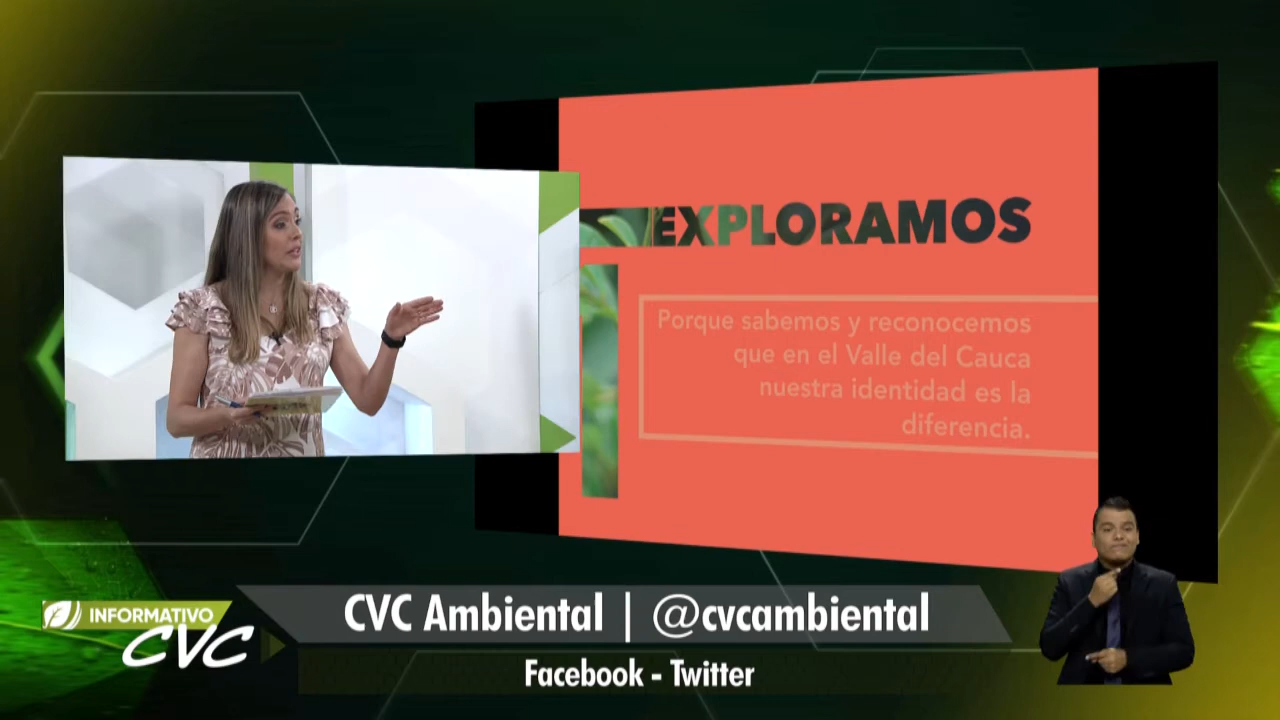 EXPLORAMOS
Porque sabemos y reconocemos
que en el Valle del Cauca
nuestra identidad es la
diferencia.
INFORMATIVO
CVC
CVC Ambiental | @cvcambiental
Facebook - Twitter